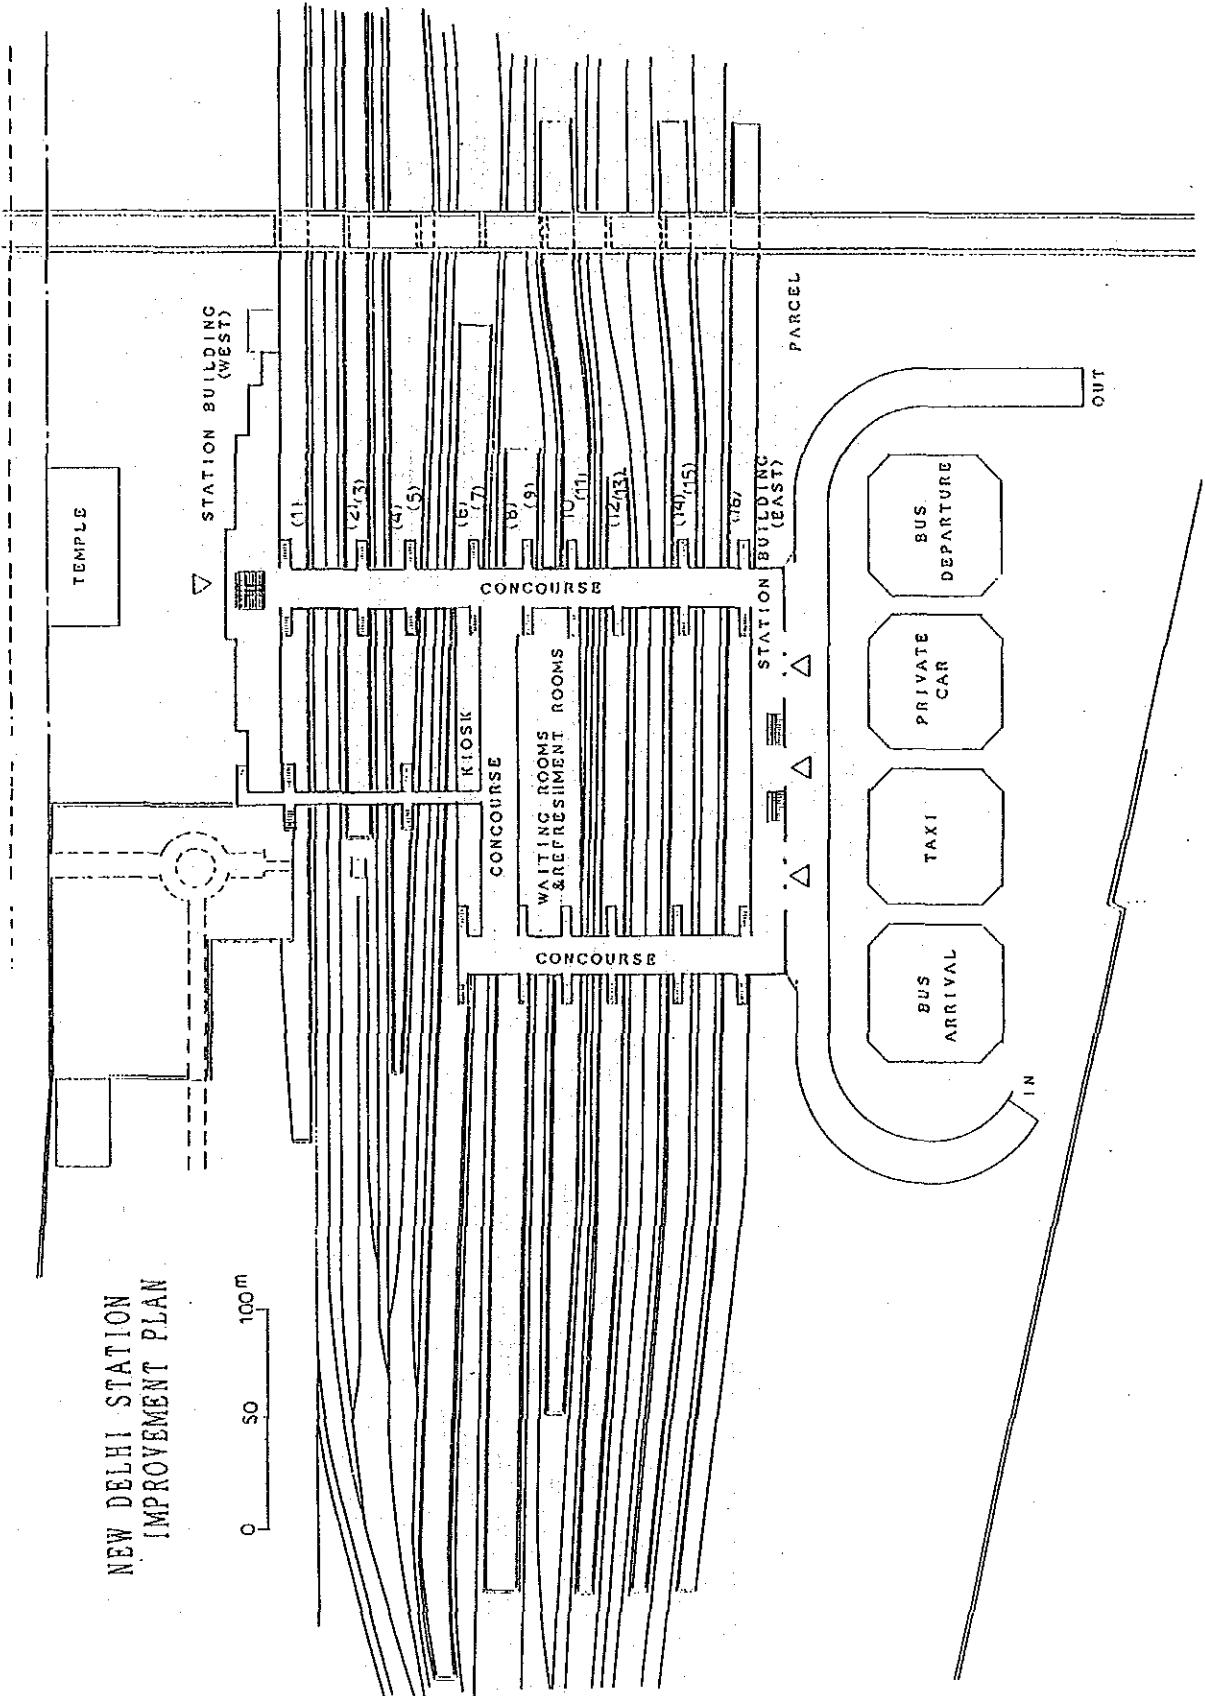 NEW DELHI STATION
IMPROVEMENT PLAN
0 50 100m
TEMPLE
STATION BUILDING
(WEST)
(1)
(2)
(3)
(4)
(5)
(6)
(7)
(8)
(9)
10
(11)
(12)
(13)
(14)
(15)
(16)
CONCOURSE
KIOSK
CONCOURSE
WAITING ROOMS
&REFRESHMENT ROOMS
CONCOURSE
STATION BUILDING
(EAST)
PARCEL
OUT
BUS
DEPARTURE
PRIVATE
CAR
TAXI
BUS
ARRIVAL
IN